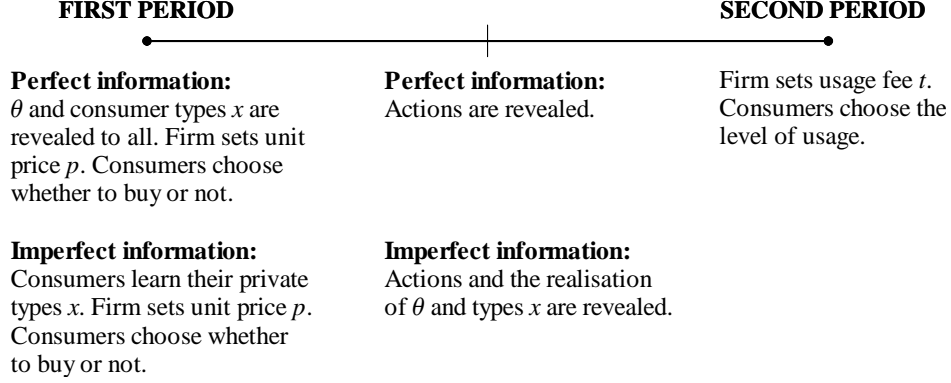 FIRST PERIOD
SECOND PERIOD
Perfect information:
θ and consumer types x are
revealed to all. Firm sets unit
price p. Consumers choose
whether to buy or not.
Perfect information:
Actions are revealed.
Firm sets usage fee t.
Consumers choose the
level of usage.
Imperfect information:
Consumers learn their private
types x. Firm sets unit price p.
Consumers choose whether
to buy or not.
Imperfect information:
Actions and the realisation
of θ and types x are revealed.